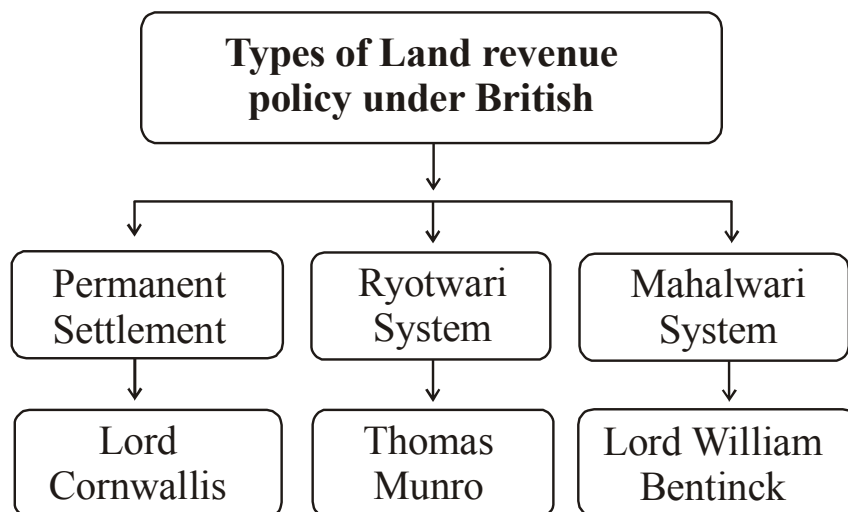 Types of Land revenue
policy under British
Permanent
Settlement
Ryotwari
System
Mahalwari
System
Lord
Cornwallis
Thomas
Munro
Lord William
Bentinck